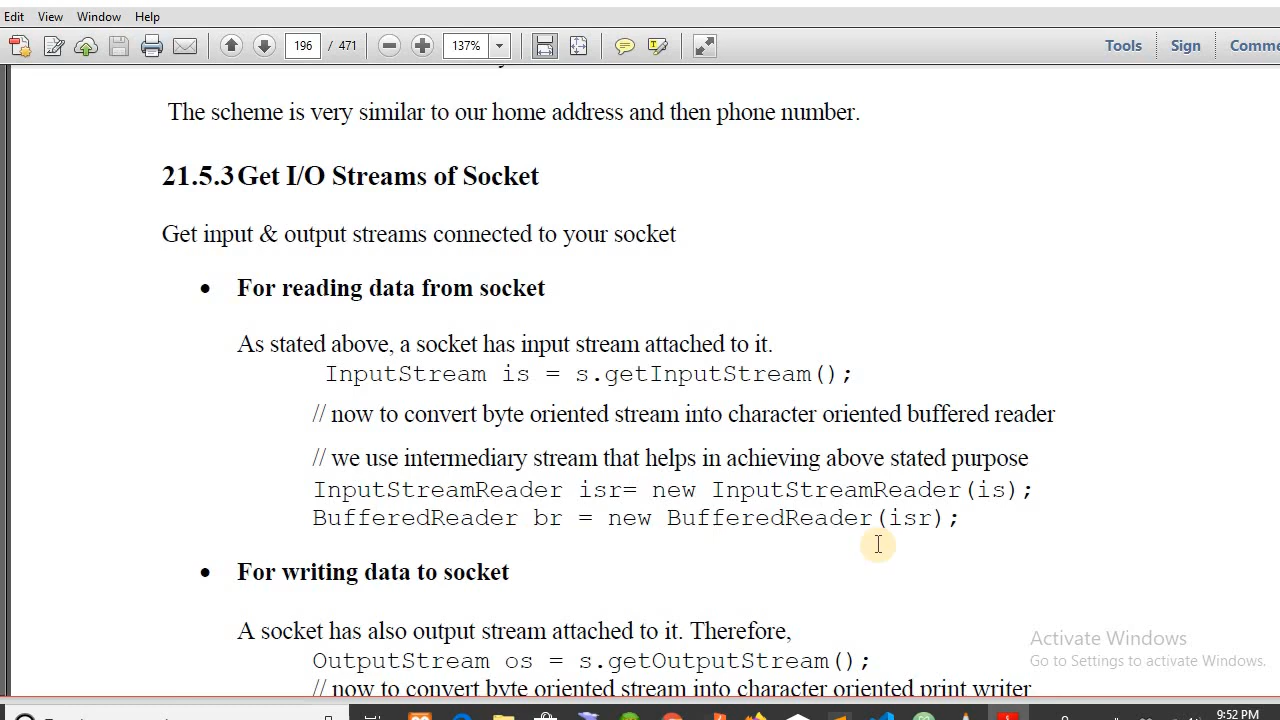 Edit View Window Help
196 / 471 137% Tools Sign Comme
The scheme is very similar to our home address and then phone number.
21.5.3 Get I/O Streams of Socket
Get input & output streams connected to your socket
• For reading data from socket
As stated above, a socket has input stream attached to it.
InputStream is = s.getInputStream();
// now to convert byte oriented stream into character oriented buffered reader
// we use intermediary stream that helps in achieving above stated purpose
InputStreamReader isr= new InputStreamReader(is);
BufferedReader br = new BufferedReader(isr);
• For writing data to socket
A socket has also output stream attached to it. Therefore,
OutputStream os = s.getOutputStream();
// now to convert byte oriented stream into character oriented print writer
Activate Windows
Go to Settings to activate Windows.
9:52 PM